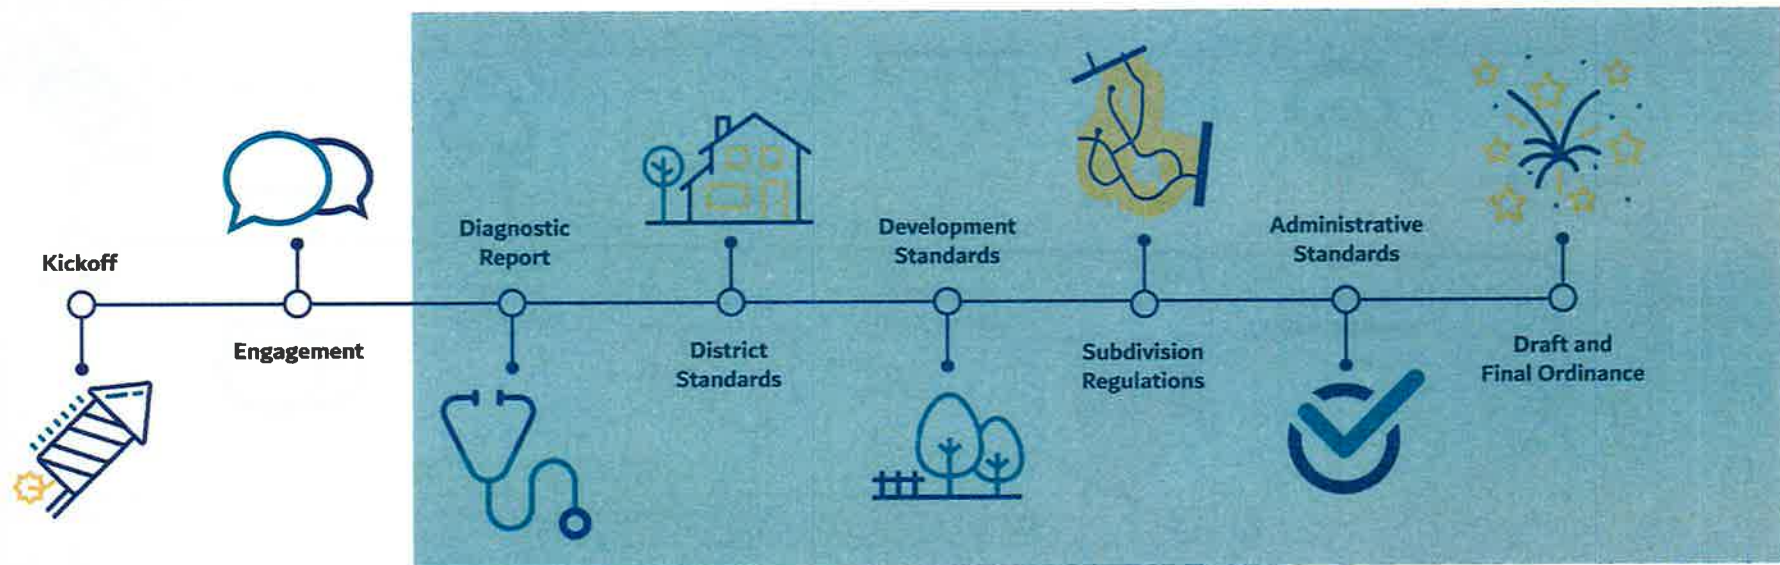 Kickoff
Engagement
Diagnostic
Report
District
Standards
Development
Standards
Subdivision
Regulations
Administrative
Standards
Draft and
Final Ordinance